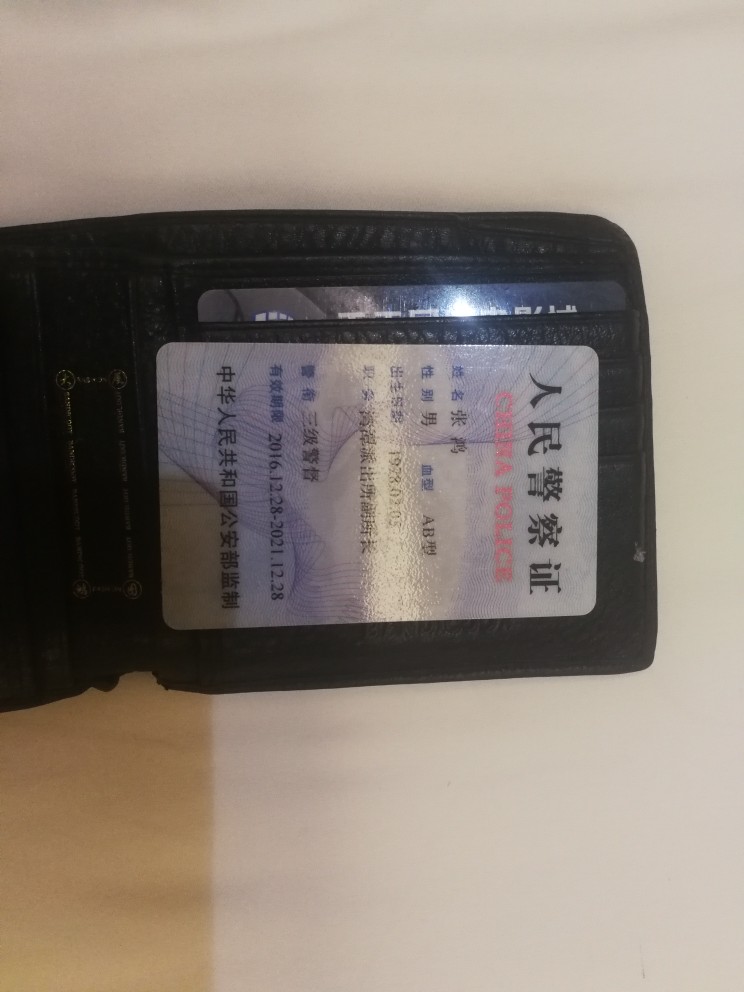 人民警察证
CHINA POLICE
姓名 张鸿
性别 男 血型 AB型
出生日期
职务 派出所副所长
警衔 三级警督
有效期限 2016.12.28-2021.12.28
中华人民共和国公安部监制